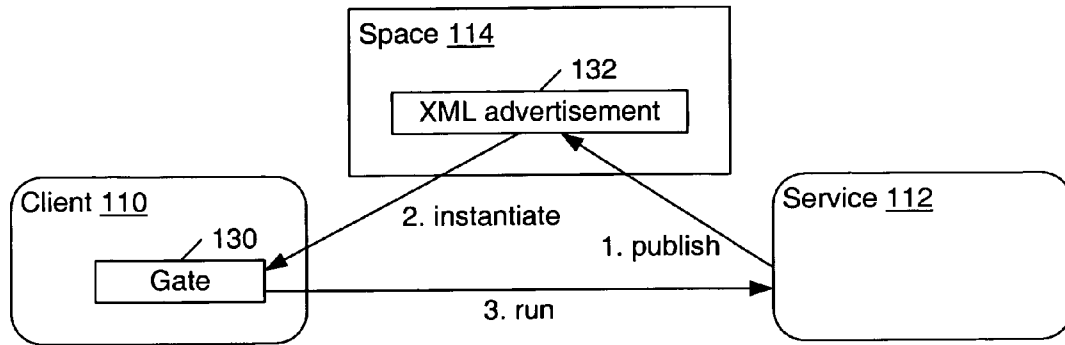 Space 114
132
XML advertisement
Client 110
2. instantiate
Service 112
130
1. publish
Gate
3. run